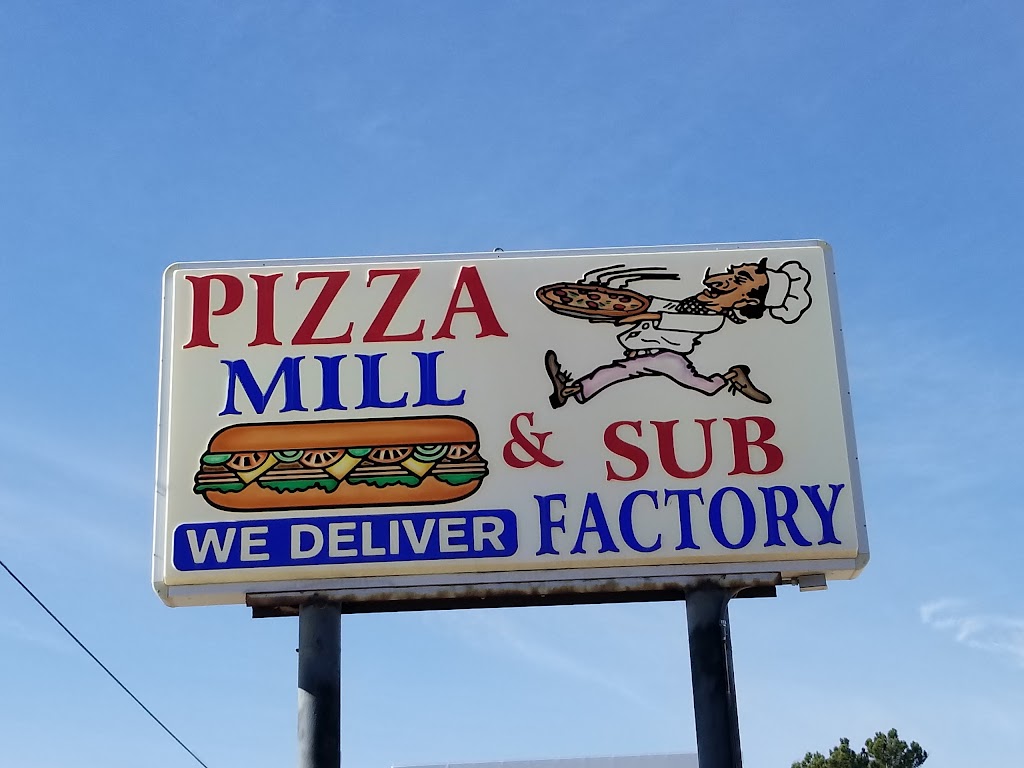 PIZZA
MILL
& SUB
FACTORY
WE DELIVER